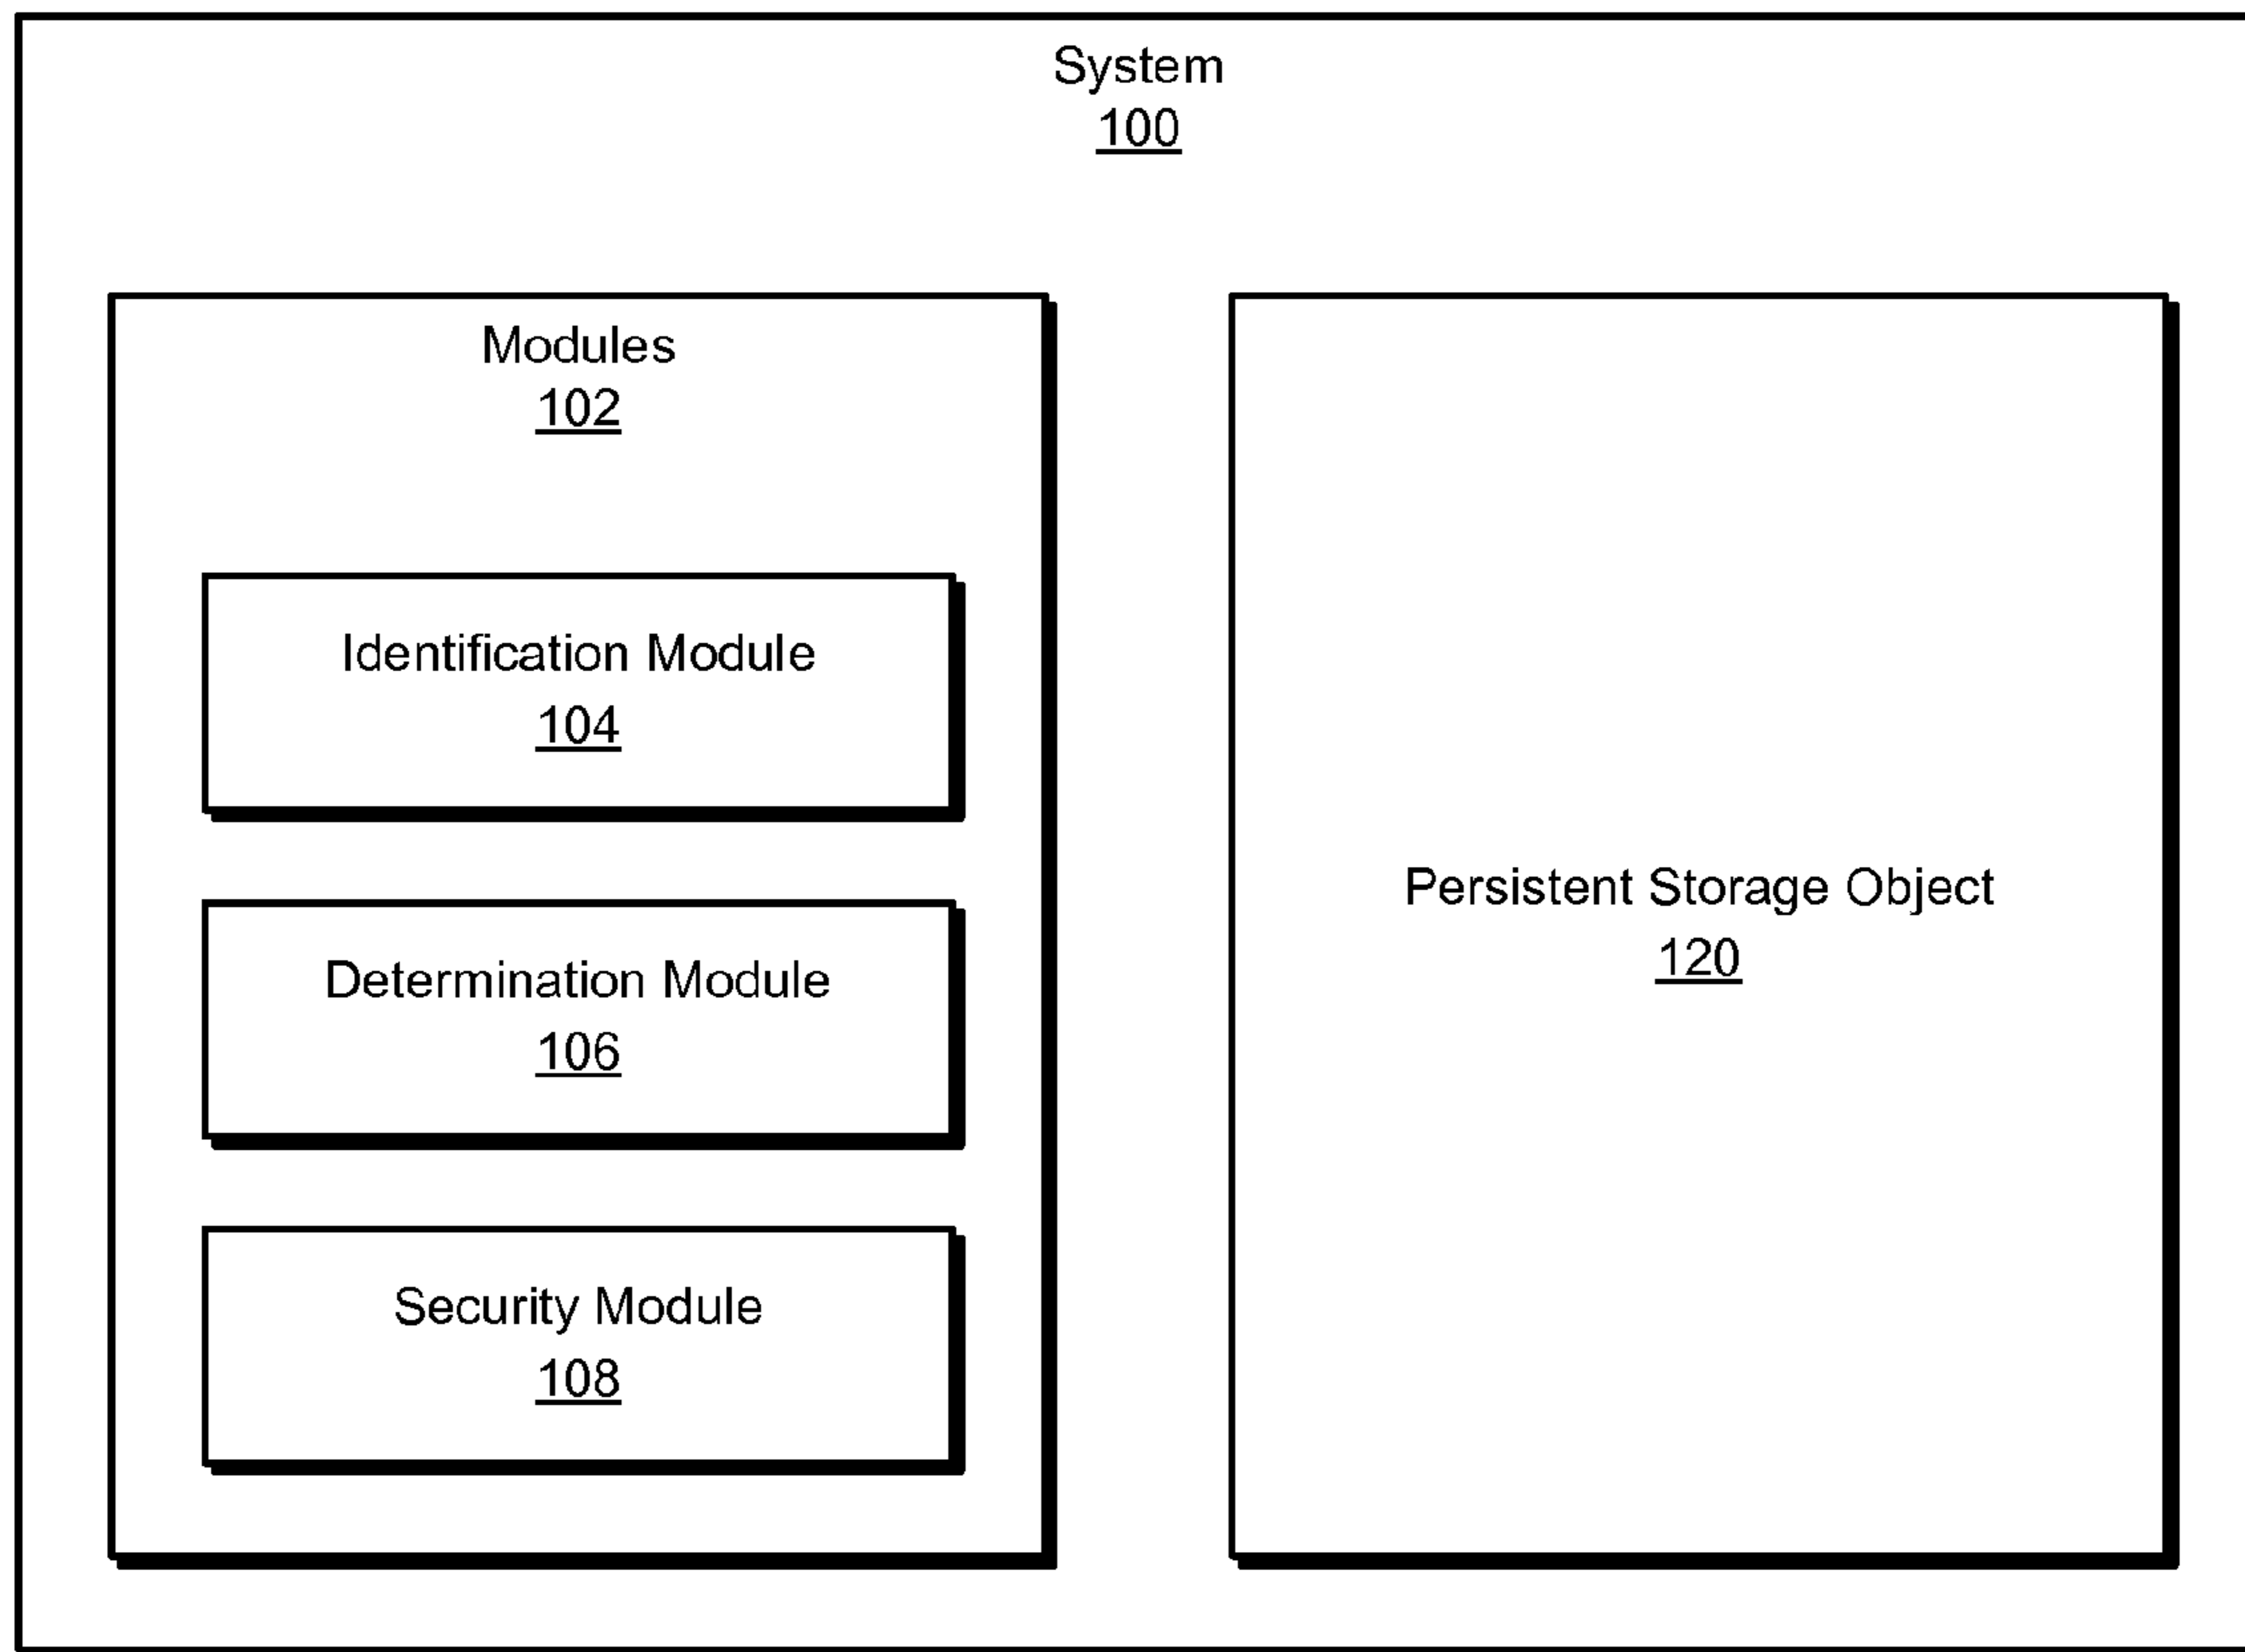 System
100
Modules
102
Identification Module
104
Determination Module
106
Security Module
108
Persistent Storage Object
120